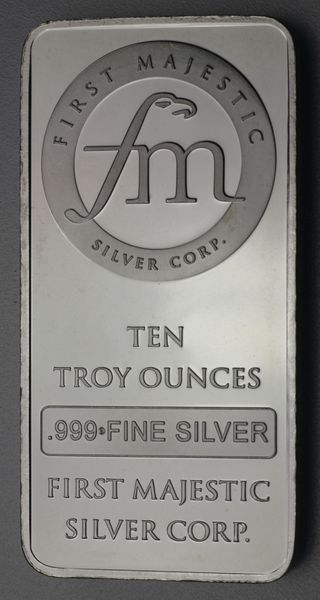 FIRST MAJESTIC
fm
SILVER CORP.
TEN
TROY OUNCES
.999•FINE SILVER
FIRST MAJESTIC
SILVER CORP.